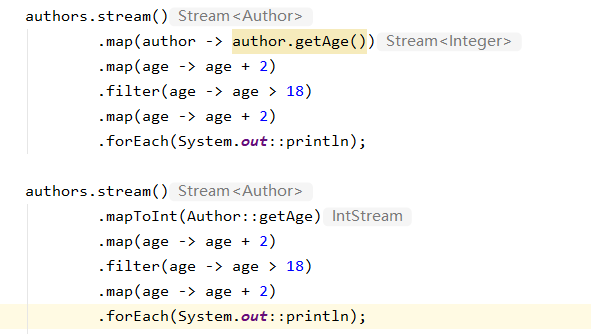 authors.stream() Stream<Author>
.map(author -> author.getAge()) Stream<Integer>
.map(age -> age + 2)
.filter(age -> age > 18)
.map(age -> age + 2)
.forEach(System.out::println);
authors.stream() Stream<Author>
.mapToInt(Author::getAge) IntStream
.map(age -> age + 2)
.filter(age -> age > 18)
.map(age -> age + 2)
.forEach(System.out::println);